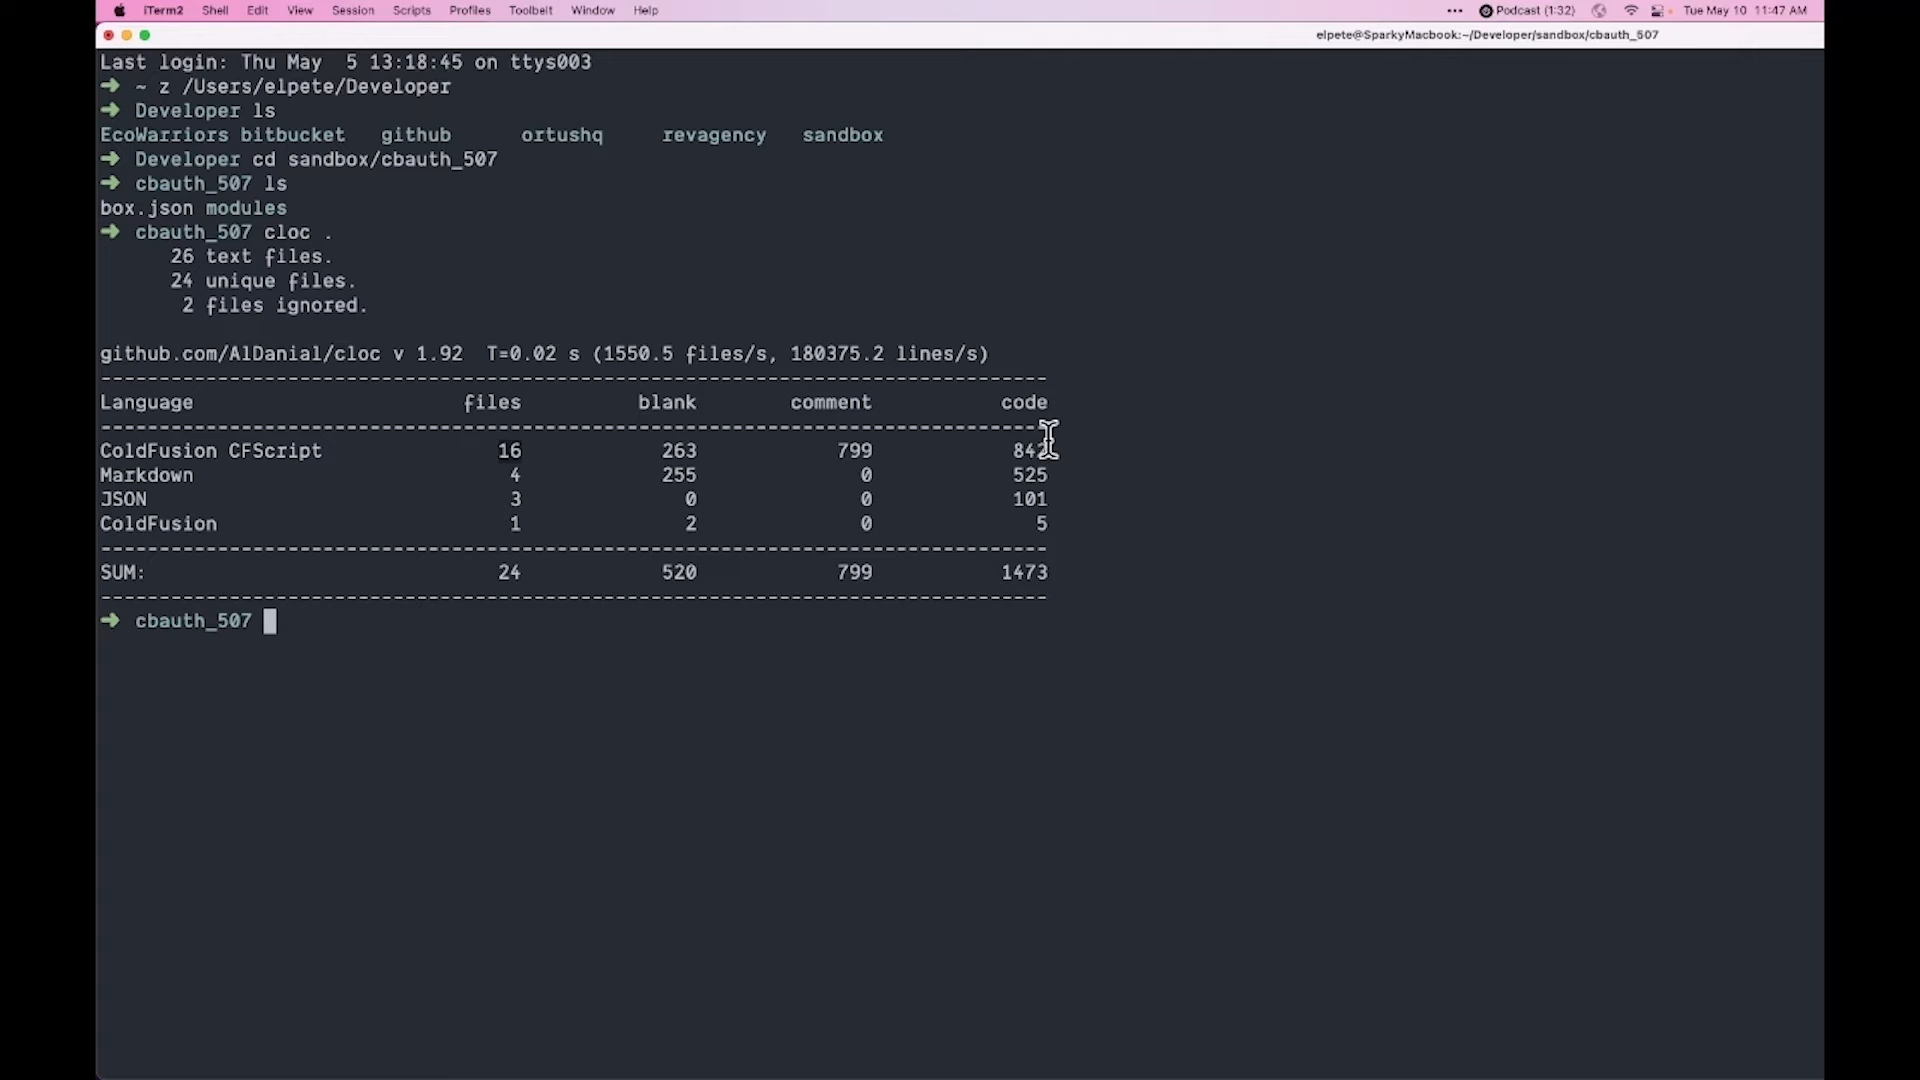 iTerm2 Shell Edit View Session Scripts Profiles Toolbelt Window Help ••• Podcast (1:32) Tue May 10 11:47 AM
elpete@SparkyMacbook:~/Developer/sandbox/cbauth_507
Last login: Thu May  5 13:18:45 on ttys003
➜ ~ z /Users/elpete/Developer
➜ Developer ls
EcoWarriors bitbucket   github      ortushq     revagency   sandbox
➜ Developer cd sandbox/cbauth_507
➜ cbauth_507 ls
box.json modules
➜ cbauth_507 cloc .
      26 text files.
      24 unique files.
       2 files ignored.
github.com/AlDanial/cloc v 1.92  T=0.02 s (1550.5 files/s, 180375.2 lines/s)
---------------------------------------------------------------------------------
Language                       files          blank        comment           code
---------------------------------------------------------------------------------
ColdFusion CFScript               16            263            799            842
Markdown                           4            255              0            525
JSON                               3              0              0            101
ColdFusion                         1              2              0              5
---------------------------------------------------------------------------------
SUM:                              24            520            799           1473
---------------------------------------------------------------------------------
➜ cbauth_507